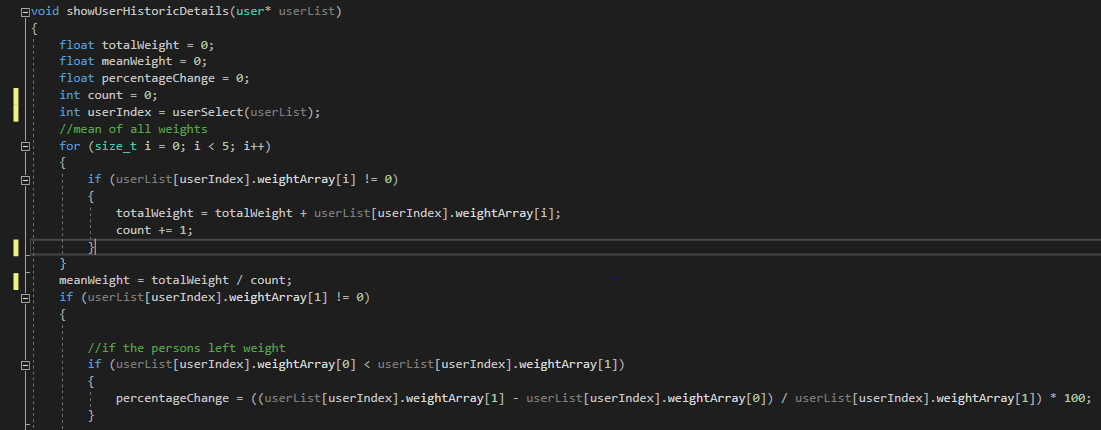 void showUserHistoricDetails(user* userList)
{
    float totalWeight = 0;
    float meanWeight = 0;
    float percentageChange = 0;
    int count = 0;
    int userIndex = userSelect(userList);
    //mean of all weights
    for (size_t i = 0; i < 5; i++)
    {
        if (userList[userIndex].weightArray[i] != 0)
        {
            totalWeight = totalWeight + userList[userIndex].weightArray[i];
            count += 1;
        }
    }
    meanWeight = totalWeight / count;
    if (userList[userIndex].weightArray[1] != 0)
    {

        //if the persons left weight
        if (userList[userIndex].weightArray[0] < userList[userIndex].weightArray[1])
        {
            percentageChange = ((userList[userIndex].weightArray[1] - userList[userIndex].weightArray[0]) / userList[userIndex].weightArray[1]) * 100;
        }